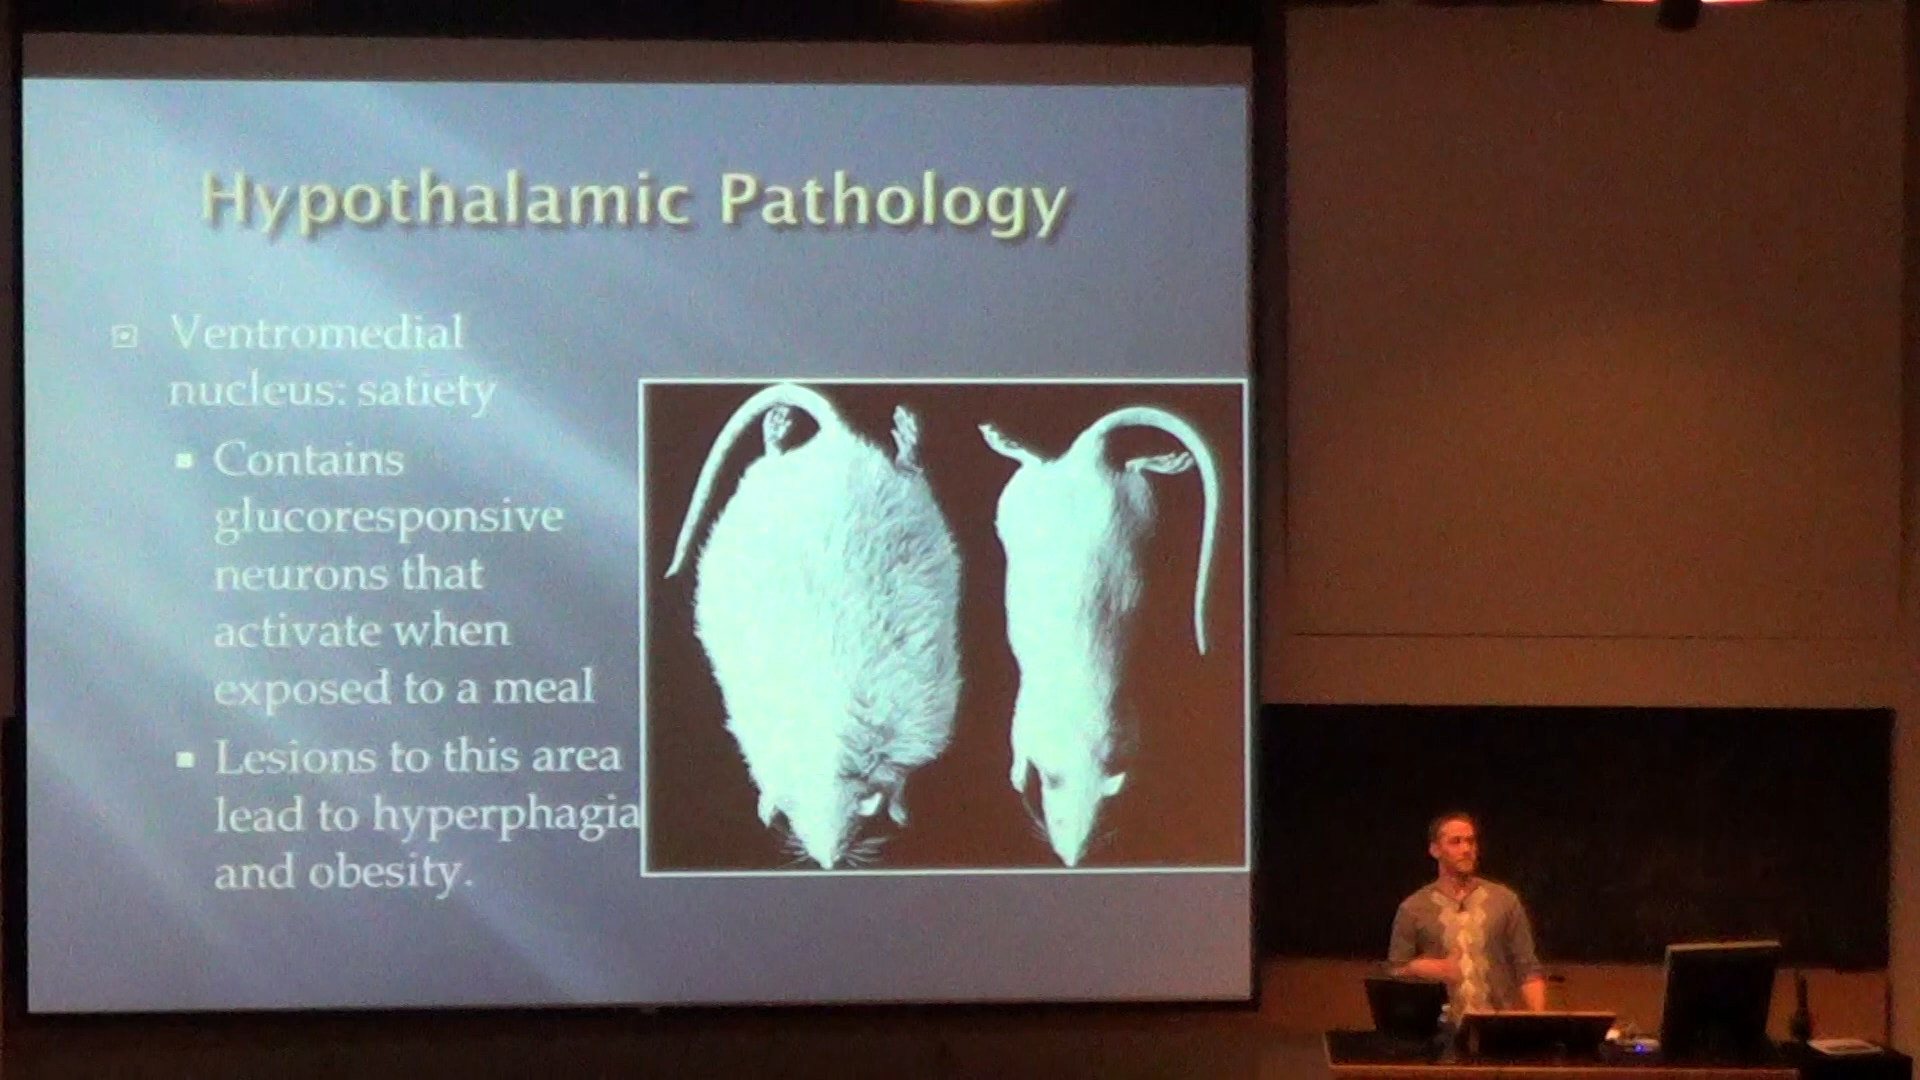 Hypothalamic Pathology
Ventromedial
nucleus: satiety
Contains
glucoresponsive
neurons that
activate when
exposed to a meal
Lesions to this area
lead to hyperphagia
and obesity.